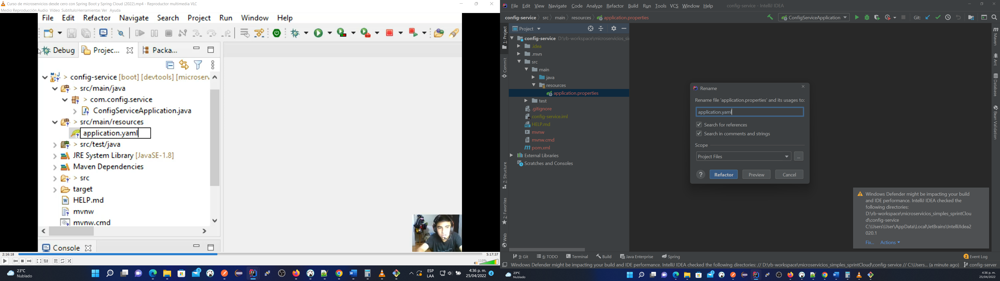 Curso de microservicios desde cero con Spring Boot y Spring Cloud (2022).mp4 - Reproductor multimedia VLC
Medio Reproducción Audio Vídeo Subtítulo Herramientas Ver Ayuda
File Edit Refactor Navigate Search Project Run Window Help
Debug Projec... Packa...
config-service [boot] [devtools] [microserv
src/main/java
com.config.service
ConfigServiceApplication.java
src/main/resources
application.yaml
src/test/java
JRE System Library [JavaSE-1.8]
Maven Dependencies
src
target
HELP.md
mvnw
mvnw.cmd
Console
2:16:18 5:17:37
110%
23°C
Nublado
1
ESP
LAA
4:36 p. m.
25/04/2022
4
File Edit View Navigate Code Analyze Refactor Build Run Tools VCS Window Help config-service - IntelliJ IDEA
config-service src main resources application.properties
ConfigServiceApplication
Git:
Project
config-service D:\rb-workspace\microservicios_si
.idea
.mvn
src
main
java
resources
application.properties
test
.gitignore
config-service.iml
HELP.md
mvnw
mvnw.cmd
pom.xml
External Libraries
Scratches and Consoles
1: Project
Commit
7: Structure
2: Favorites
Web
Maven
Ant
Database
Bean Validation
Rename
Rename file 'application.properties' and its usages to:
application.yaml
Search for references
Search in comments and strings
Scope
Project Files
...
? Refactor Preview Cancel
Windows Defender might be impacting your build
and IDE performance. IntelliJ IDEA checked the
following directories:
D:\rb-workspace\microservicios_simples_sprintClou
d\config-service
C:\Users\User\AppData\Local\JetBrains\IntelliJIdea2
020.1
Fix... Actions
9: Git 6: TODO Terminal Build Java Enterprise Spring
2 Event Log
Windows Defender might be impacting your build and IDE performance. IntelliJ IDEA checked the following directories: // D:\rb-workspace\microservicios_simples_sprintCloud\config-service // C:\Users... (a minute ago) config-server
23°C
Nublado
1
4:36 p. m.
25/04/2022